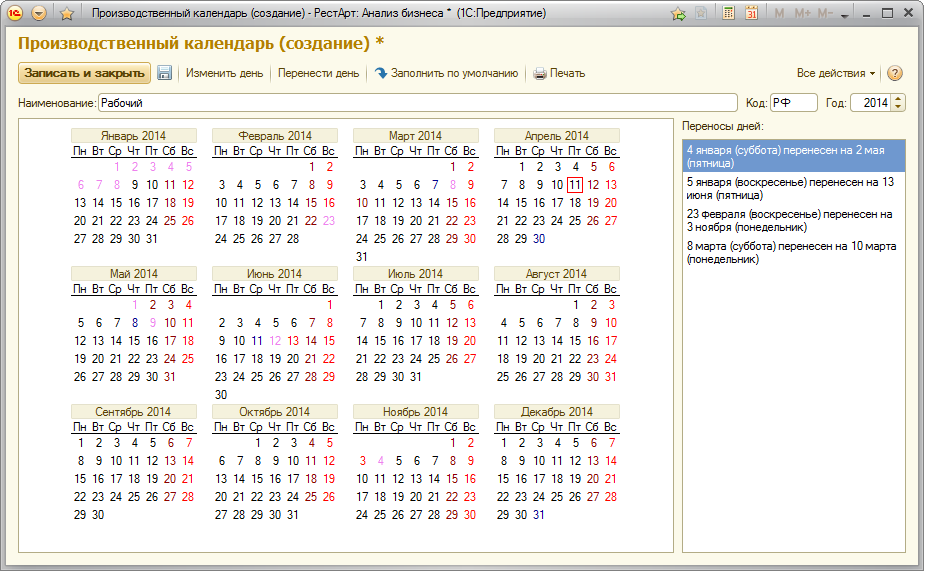 Производственный календарь (создание) - РестАрт: Анализ бизнеса * (1С:Предприятие)
M M+ M-
Производственный календарь (создание) *
Записать и закрыть Изменить день Перенести день Заполнить по умолчанию Печать Все действия ?
Наименование: Рабочий Код: РФ Год: 2014
Январь 2014 Февраль 2014 Март 2014 Апрель 2014
Пн Вт Ср Чт Пт Сб Вс Пн Вт Ср Чт Пт Сб Вс Пн Вт Ср Чт Пт Сб Вс Пн Вт Ср Чт Пт Сб Вс
1 2 3 4 5 1 2 1 2 1 2 3 4 5 6
6 7 8 9 10 11 12 3 4 5 6 7 8 9 3 4 5 6 7 8 9 7 8 9 10 11 12 13
13 14 15 16 17 18 19 10 11 12 13 14 15 16 10 11 12 13 14 15 16 14 15 16 17 18 19 20
20 21 22 23 24 25 26 17 18 19 20 21 22 23 17 18 19 20 21 22 23 21 22 23 24 25 26 27
27 28 29 30 31 24 25 26 27 28 24 25 26 27 28 29 30 28 29 30
31
Май 2014 Июнь 2014 Июль 2014 Август 2014
Пн Вт Ср Чт Пт Сб Вс Пн Вт Ср Чт Пт Сб Вс Пн Вт Ср Чт Пт Сб Вс Пн Вт Ср Чт Пт Сб Вс
1 2 3 4 1 1 2 3 4 5 6 1 2 3
5 6 7 8 9 10 11 2 3 4 5 6 7 8 7 8 9 10 11 12 13 4 5 6 7 8 9 10
12 13 14 15 16 17 18 9 10 11 12 13 14 15 14 15 16 17 18 19 20 11 12 13 14 15 16 17
19 20 21 22 23 24 25 16 17 18 19 20 21 22 21 22 23 24 25 26 27 18 19 20 21 22 23 24
26 27 28 29 30 31 23 24 25 26 27 28 29 28 29 30 31 25 26 27 28 29 30 31
30
Сентябрь 2014 Октябрь 2014 Ноябрь 2014 Декабрь 2014
Пн Вт Ср Чт Пт Сб Вс Пн Вт Ср Чт Пт Сб Вс Пн Вт Ср Чт Пт Сб Вс Пн Вт Ср Чт Пт Сб Вс
1 2 3 4 5 6 7 1 2 3 4 5 1 2 1 2 3 4 5 6 7
8 9 10 11 12 13 14 6 7 8 9 10 11 12 3 4 5 6 7 8 9 8 9 10 11 12 13 14
15 16 17 18 19 20 21 13 14 15 16 17 18 19 10 11 12 13 14 15 16 15 16 17 18 19 20 21
22 23 24 25 26 27 28 20 21 22 23 24 25 26 17 18 19 20 21 22 23 22 23 24 25 26 27 28
29 30 27 28 29 30 31 24 25 26 27 28 29 30 29 30 31
Переносы дней:
4 января (суббота) перенесен на 2 мая
(пятница)
5 января (воскресенье) перенесен на 13
июня (пятница)
23 февраля (воскресенье) перенесен на
3 ноября (понедельник)
8 марта (суббота) перенесен на 10 марта
(понедельник)